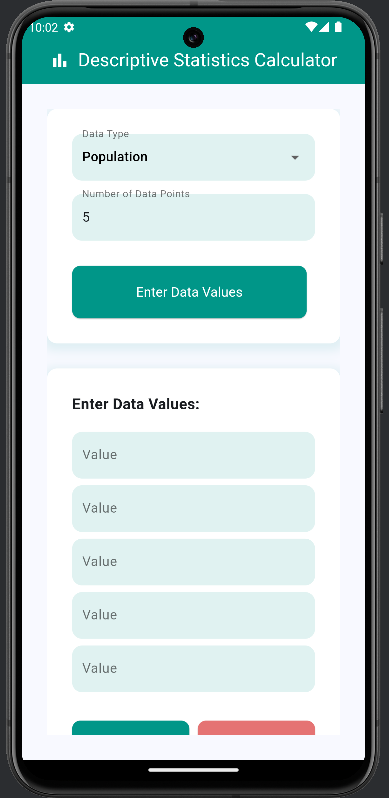 10:02
Descriptive Statistics Calculator
Data Type
Population
Number of Data Points
5
Enter Data Values
Enter Data Values:
Value
Value
Value
Value
Value